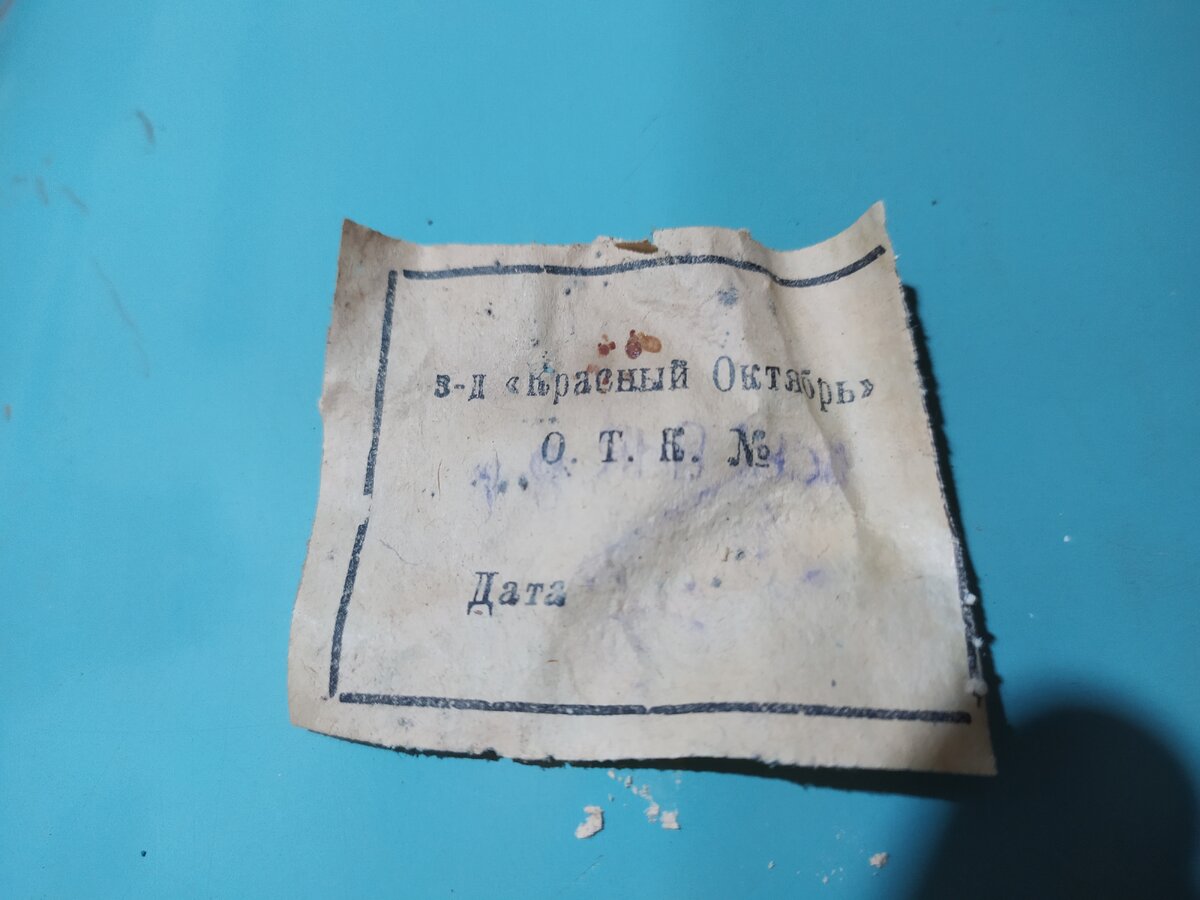 з-д «Красный Октябрь»
О. Т. К. №
Дата